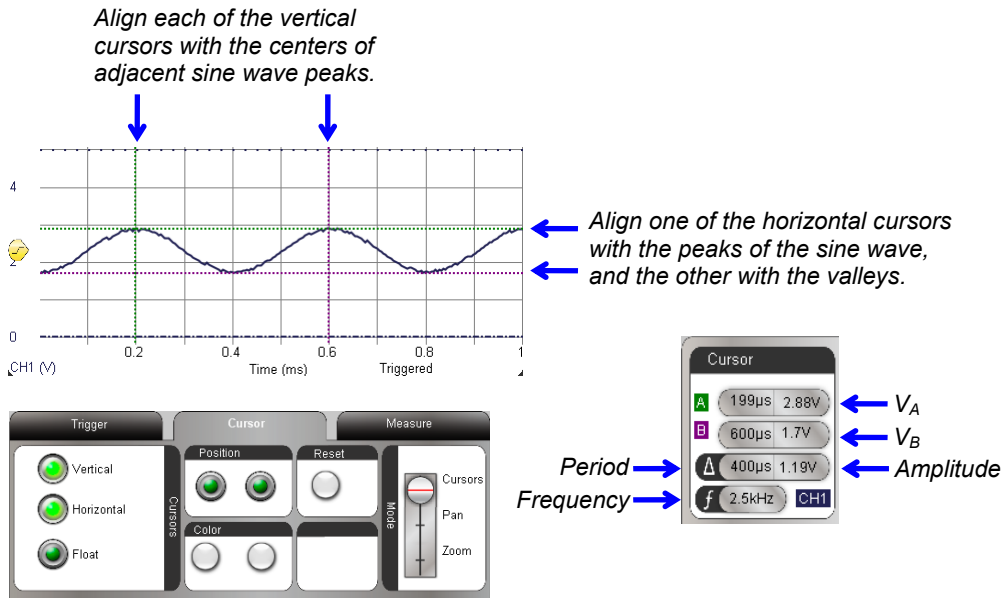 Align each of the vertical
cursors with the centers of
adjacent sine wave peaks.
4
2
0
CH1 (V)
0.2
0.4
0.6
0.8
1
Time (ms)
Triggered
Align one of the horizontal cursors
with the peaks of the sine wave,
and the other with the valleys.
Trigger
Cursor
Measure
Vertical
Horizontal
Float
Cursors
Position
Reset
Color
Mode
Cursors
Pan
Zoom
Cursor
A 199µs 2.88V
V_A
B 600µs 1.7V
V_B
Period
Δ 400µs 1.19V
Amplitude
Frequency
f 2.5kHz CH1